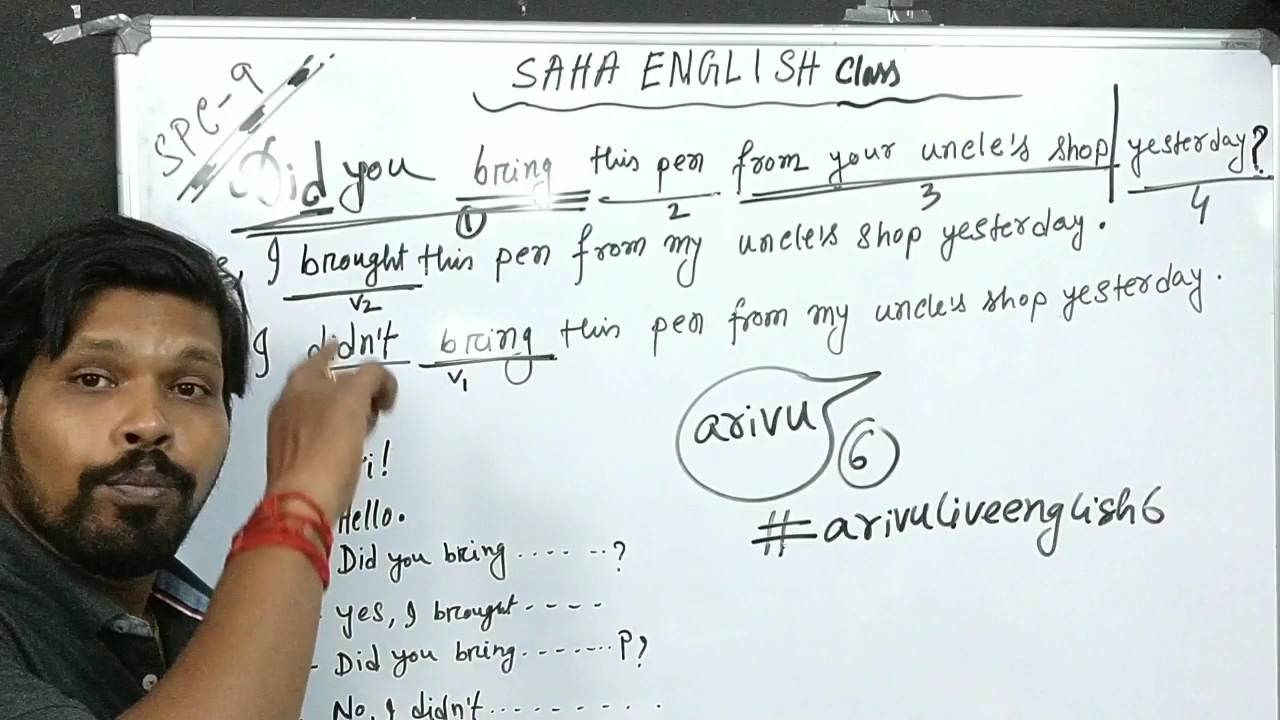 SAHA ENGLISH Class
SPC-9
Did you bring this pen from your uncle's shop yesterday?
1 2 3 4
I brought this pen from my uncle's shop yesterday.
V2
I didn't bring this pen from my uncle's shop yesterday.
V1
arivu 6
#arivuliveenglish6
Hello.
Did you bring ......?
yes, I brought ----
- Did you bring ....... P?
No, I didn't .........